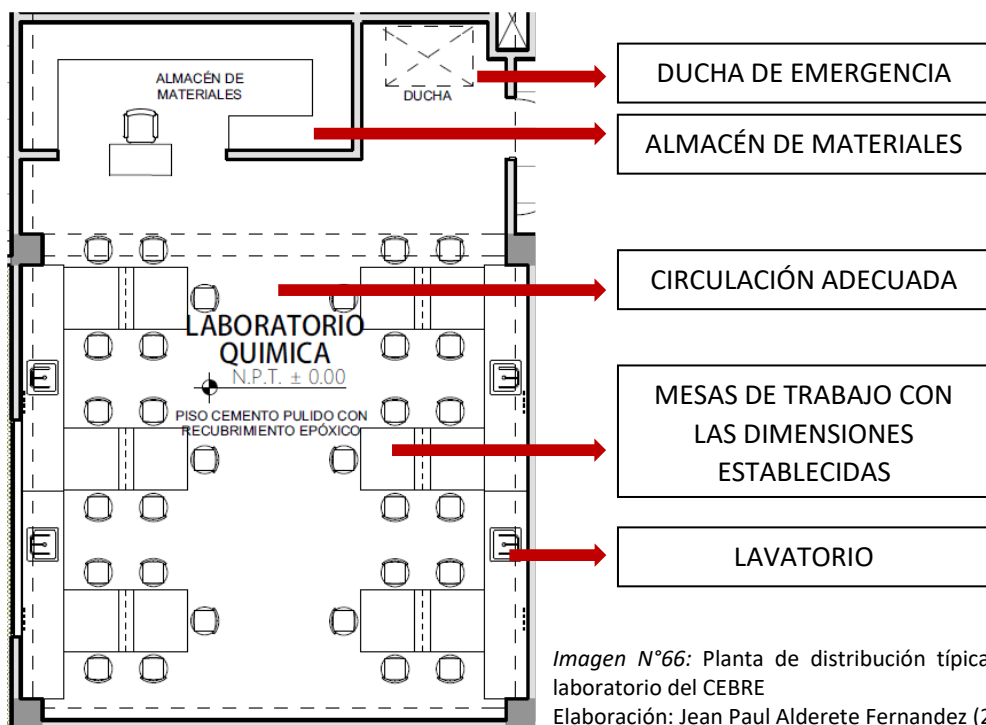 ALMACÉN DE
MATERIALES
DUCHA
LABORATORIO
QUIMICA
N.P.T. ± 0.00
PISO CEMENTO PULIDO CON
RECUBRIMIENTO EPÓXICO
DUCHA DE EMERGENCIA
ALMACÉN DE MATERIALES
CIRCULACIÓN ADECUADA
MESAS DE TRABAJO CON
LAS DIMENSIONES
ESTABLECIDAS
LAVATORIO
Imagen N°66: Planta de distribución típica
laboratorio del CEBRE
Elaboración: Jean Paul Alderete Fernandez (2